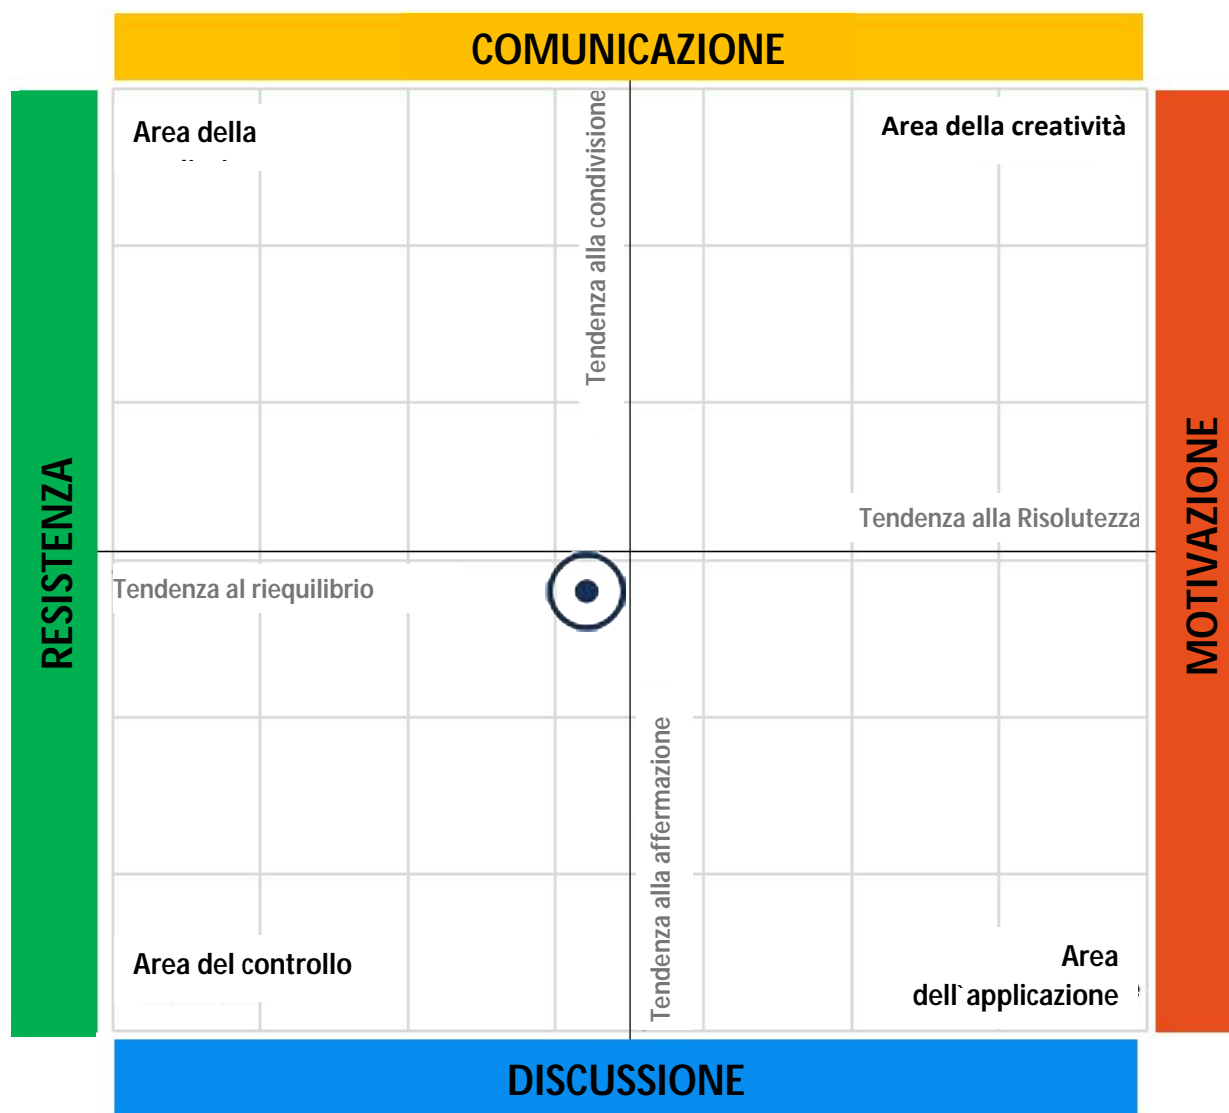 COMUNICAZIONE
Area della
Area della creatività
Tendenza alla condivisione
RESISTENZA
MOTIVAZIONE
Tendenza alla Risolutezza
Tendenza al riequilibrio
Tendenza alla affermazione
Area del controllo
Area
dell`applicazione
DISCUSSIONE